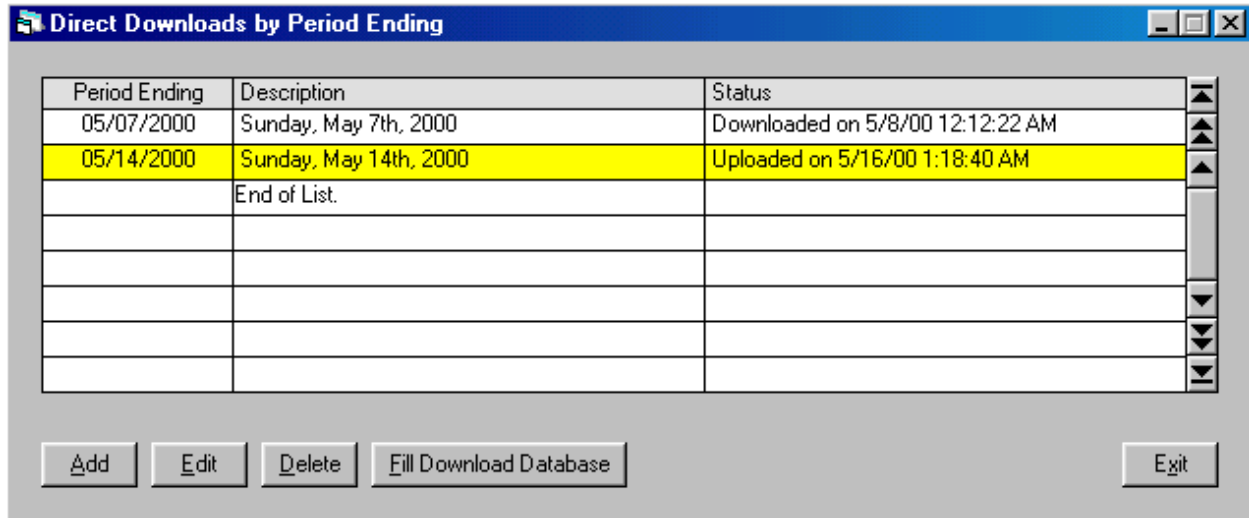 Direct Downloads by Period Ending
Period Ending Description Status
05/07/2000 Sunday, May 7th, 2000 Downloaded on 5/8/00 12:12:22 AM
05/14/2000 Sunday, May 14th, 2000 Uploaded on 5/16/00 1:18:40 AM
End of List.
Add Edit Delete Fill Download Database Exit